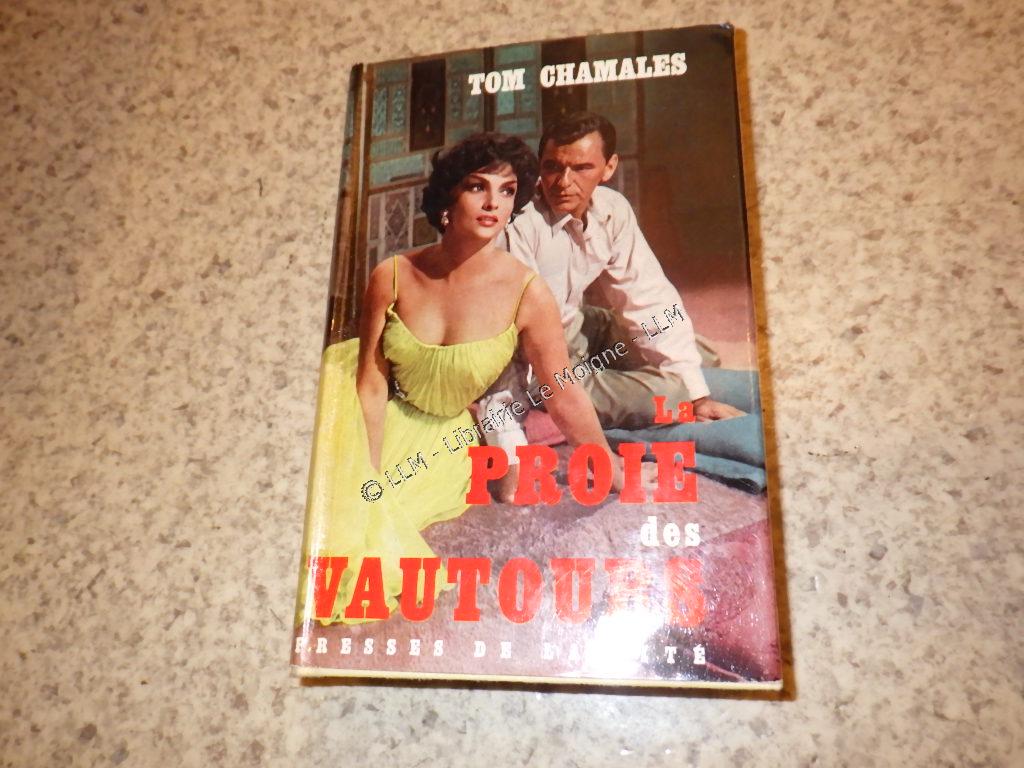 TOM CHAMALES
© LLM - Librairie Le Moigne - LLM
La
PROIE
des
VAUTOURS
PRESSES DE LA CITÉ